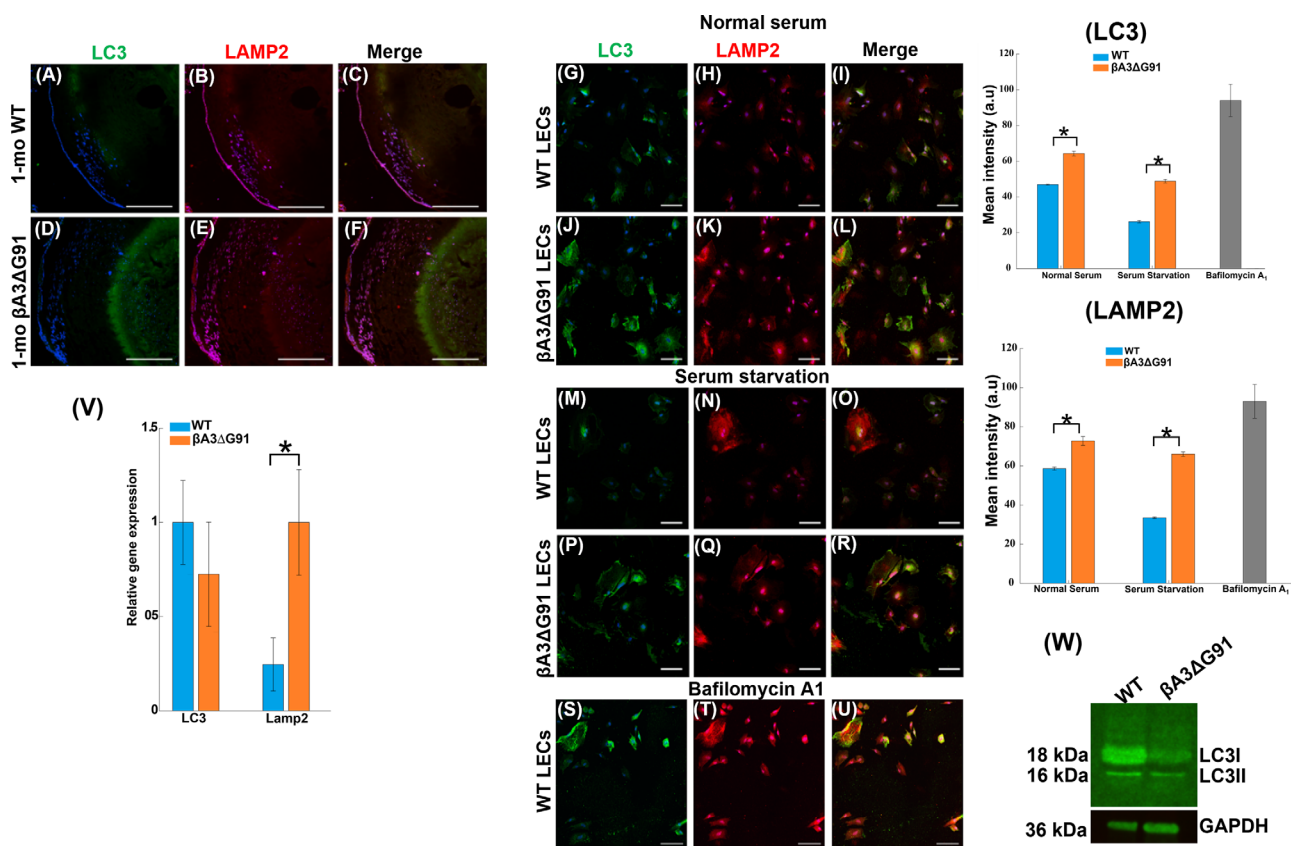 LC3 LAMP2 Merge
1-mo WT
(A) (B) (C)
1-mo βA3ΔG91
(D) (E) (F)
(V)
WT
βA3ΔG91
Relative gene expression
1.5
1
05
0
*
LC3 Lamp2
Normal serum
LC3 LAMP2 Merge
WT LECs
(G) (H) (I)
βA3ΔG91 LECs
(J) (K) (L)
Serum starvation
WT LECs
(M) (N) (O)
βA3ΔG91 LECs
(P) (Q) (R)
Bafilomycin A1
WT LECs
(S) (T) (U)
(LC3)
WT
βA3ΔG91
Mean intensity (a.u)
120
100
80
60
40
20
0
* *
Normal Serum Serum Starvation Bafilomycin A₁
(LAMP2)
WT
βA3ΔG91
Mean intensity (a.u)
120
100
80
60
40
20
0
* *
Normal Serum Serum Starvation Bafilomycin A₁
(W)
WT βA3ΔG91
18 kDa LC3I
16 kDa LC3II
36 kDa GAPDH